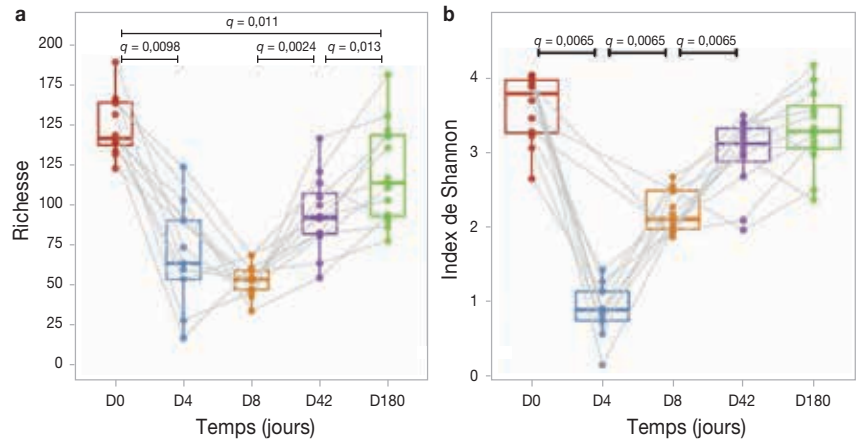 a
q = 0,011
q = 0,0098
q = 0,0024
q = 0,013
200
175
125
125
100
75
50
25
0
Richesse
D0 D4 D8 D42 D180
Temps (jours)
b
q = 0,0065
q = 0,0065
q = 0,0065
4
3
2
1
0
Index de Shannon
D0 D4 D8 D42 D180
Temps (jours)